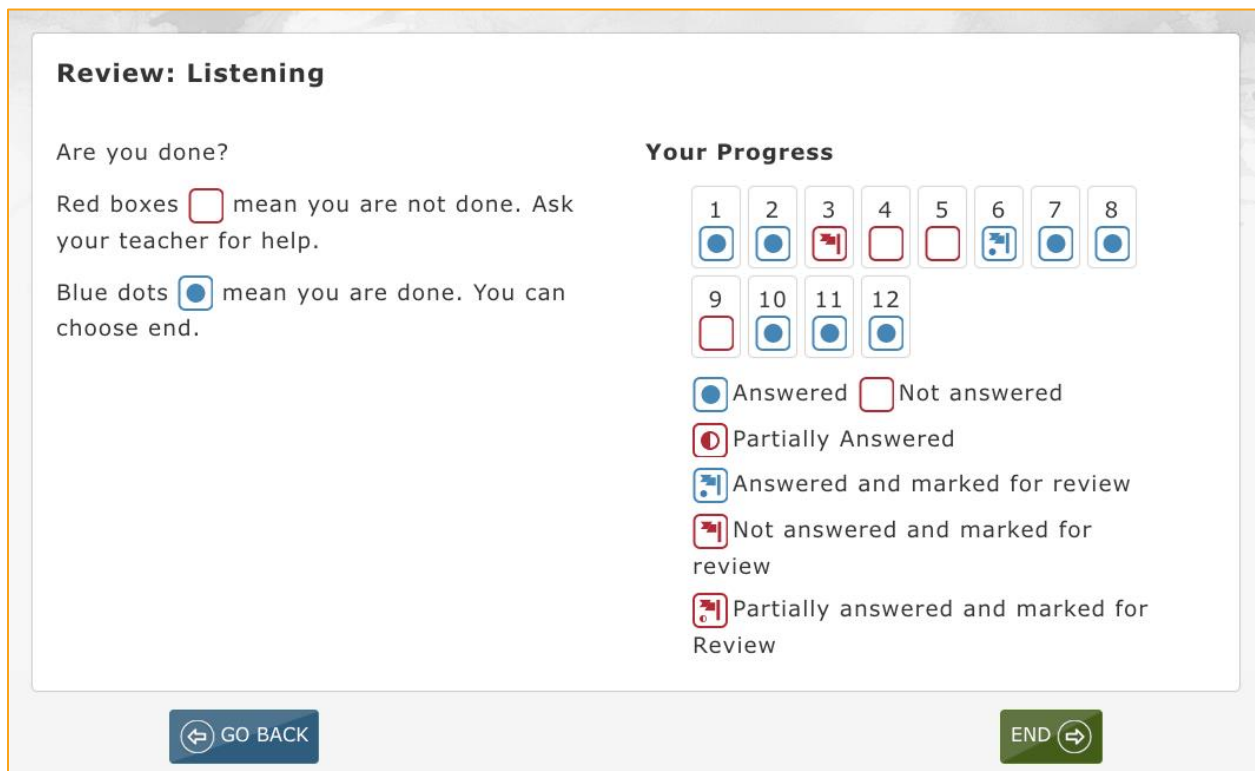 Review: Listening
Are you done?
Red boxes mean you are not done. Ask
your teacher for help.
Blue dots mean you are done. You can
choose end.
Your Progress
1 2 3 4 5 6 7 8
9 10 11 12
Answered Not answered
Partially Answered
Answered and marked for review
Not answered and marked for
review
Partially answered and marked for
Review
GO BACK
END